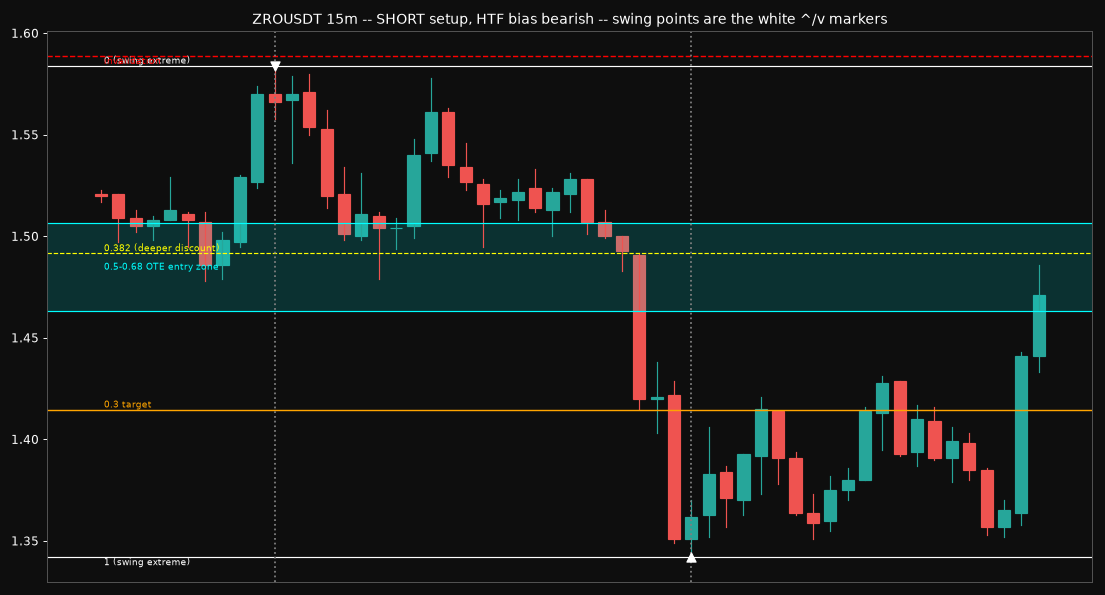 ZROUSDT 15m -- SHORT setup, HTF bias bearish -- swing points are the white ^/v markers
1.60
0 (swing extreme)
1.55
1.50
0.382 (deeper discount)
0.5-0.68 OTE entry zone
1.45
0.3 target
1.40
1.35
1 (swing extreme)